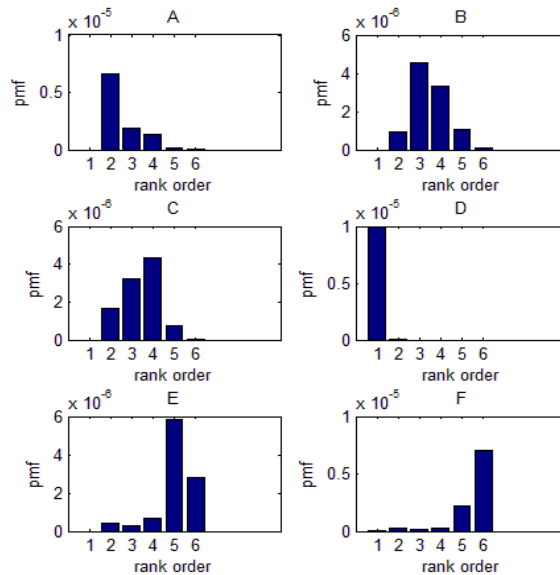 A
x 10^-5
1
0.5
0
pmf
1 2 3 4 5 6
rank order
B
x 10^-6
6
4
2
0
pmf
1 2 3 4 5 6
rank order
C
x 10^-6
6
4
2
0
pmf
1 2 3 4 5 6
rank order
D
x 10^-5
1
0.5
0
pmf
1 2 3 4 5 6
rank order
E
x 10^-6
6
4
2
0
pmf
1 2 3 4 5 6
rank order
F
x 10^-5
1
0.5
0
pmf
1 2 3 4 5 6
rank order